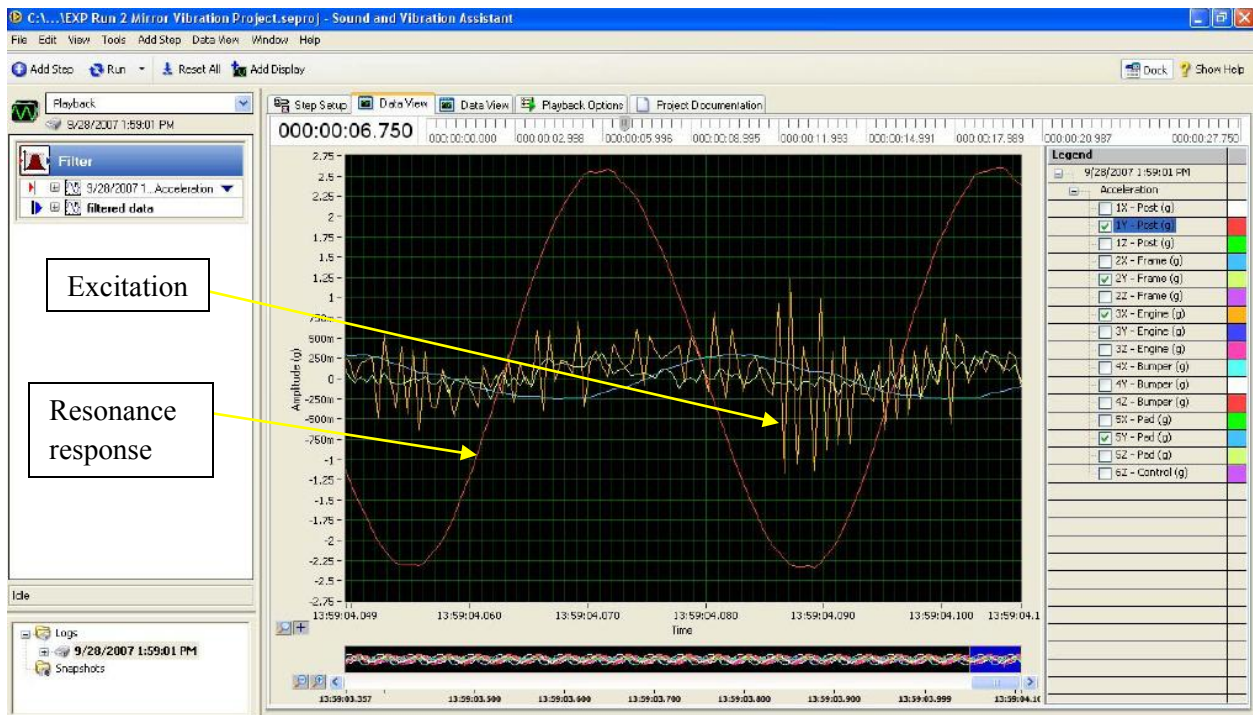 C:\...\EXP Run 2 Mirror Vibration Project.seproj - Sound and Vibration Assistant
File Edit View Tools Add Step Data View Window Help
Add Step Run Reset All Add Display Dock Show Help
Playback
9/28/2007 1:59:01 PM
Filter
9/28/2007 1...Acceleration
filtered data
Step Setup Data View Data View Playback Options Project Documentation
000:00:06.750
000:00:00.000 000:00:02.998 000:00:05.996 000:00:08.995 000:00:11.993 000:00:14.991 000:00:17.989 000:00:20.987 000:00:27.750
Excitation
Resonance
response
Amplitude (g)
2.75
2.5
2
1.75
1.5
1.25
1
750m
500m
250m
0
-250m
-500m
-750m
-1
-1.25
-1.5
-1.75
-2
-2.25
-2.5
-2.75
13:59:04.049 13:59:04.060 13:59:04.070 13:59:04.080 13:59:04.090 13:59:04.100 13:59:04.1
Time
13:59:03.357 13:59:03.500 13:59:03.600 13:59:03.700 13:59:03.800 13:59:03.900 13:59:03.999 13:59:04.10
Legend
9/28/2007 1:59:01 PM
Acceleration
1X - Post (g)
1Y - Post (g)
1Z - Post (g)
2X - Frame (g)
2Y - Frame (g)
2Z - Frame (g)
3X - Engine (g)
3Y - Engine (g)
3Z - Engine (g)
4X - Bumper (g)
4Y - Bumper (g)
4Z - Bumper (g)
5X - Pad (g)
5Y - Pad (g)
5Z - Pad (g)
6Z - Control (g)
Idle
Logs
9/28/2007 1:59:01 PM
Snapshots